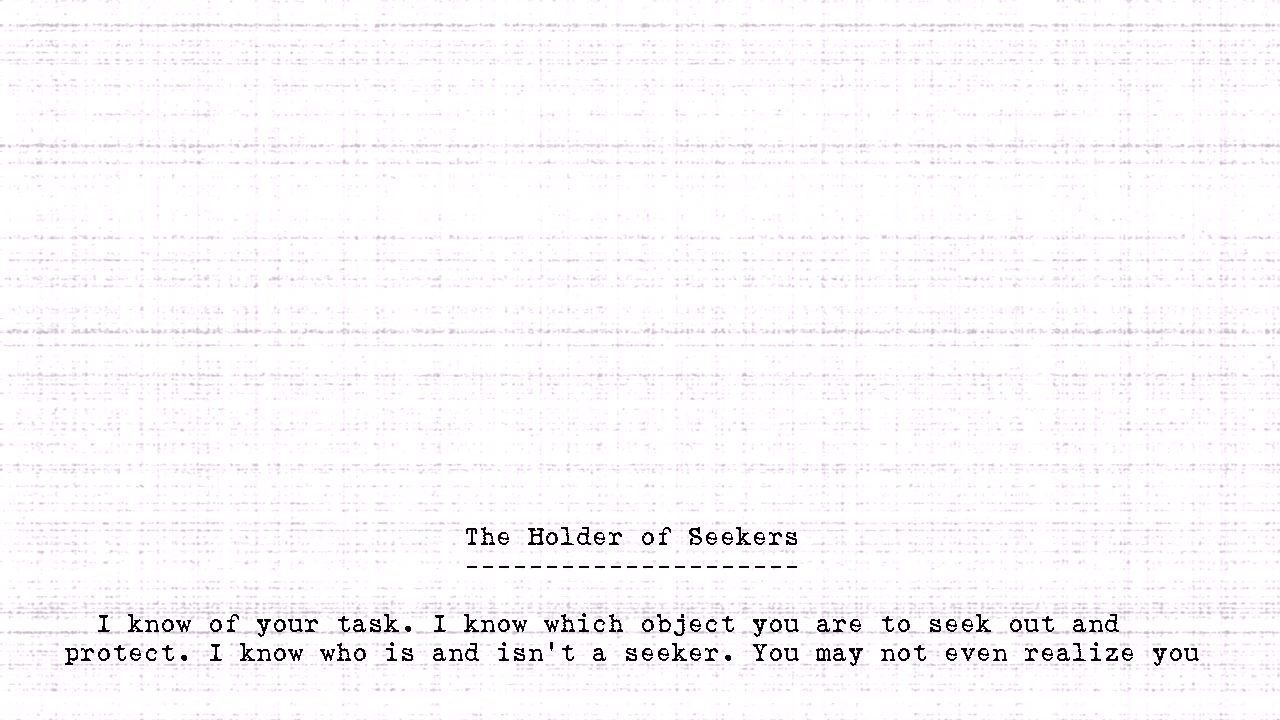 The Holder of Seekers
---------------------
I know of your task. I know which object you are to seek out and
protect. I know who is and isn't a seeker. You may not even realize you